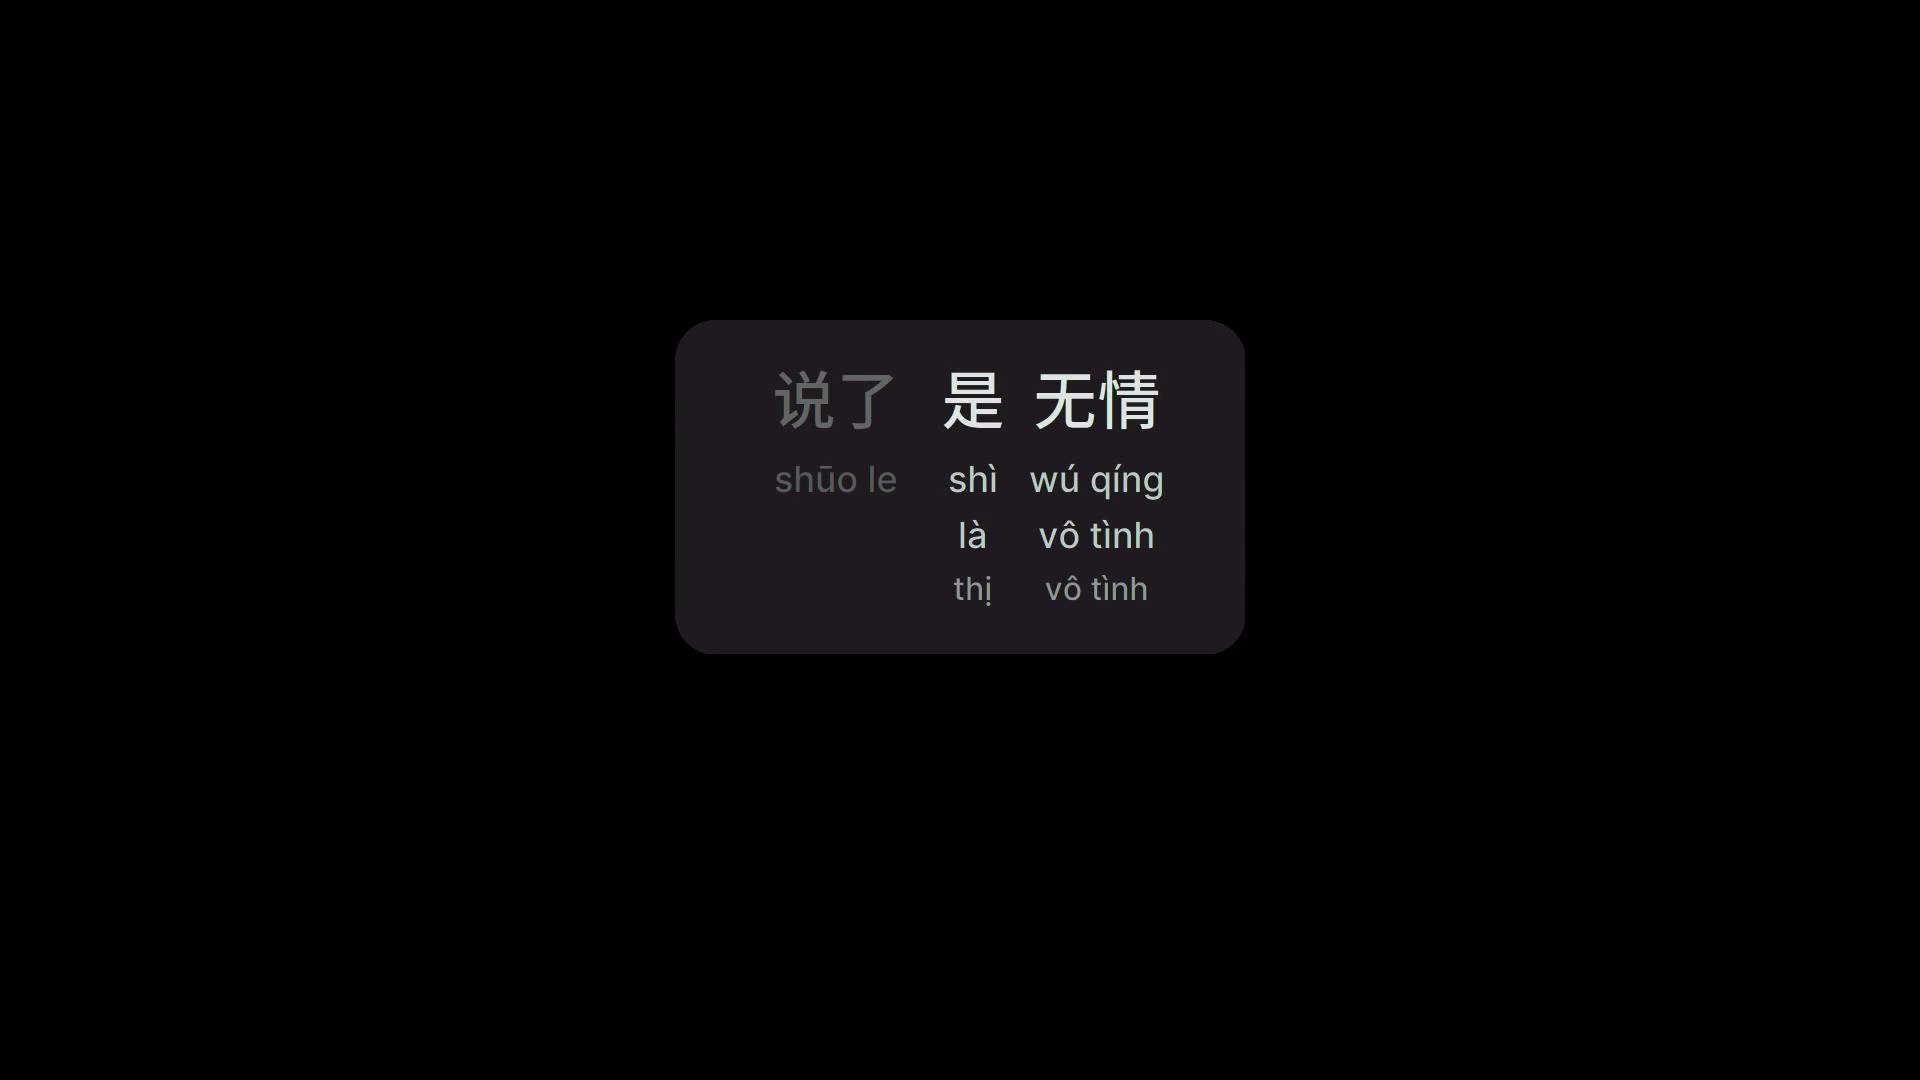 说了 是 无情
shūo le shì wú qíng
là vô tình
thị vô tình